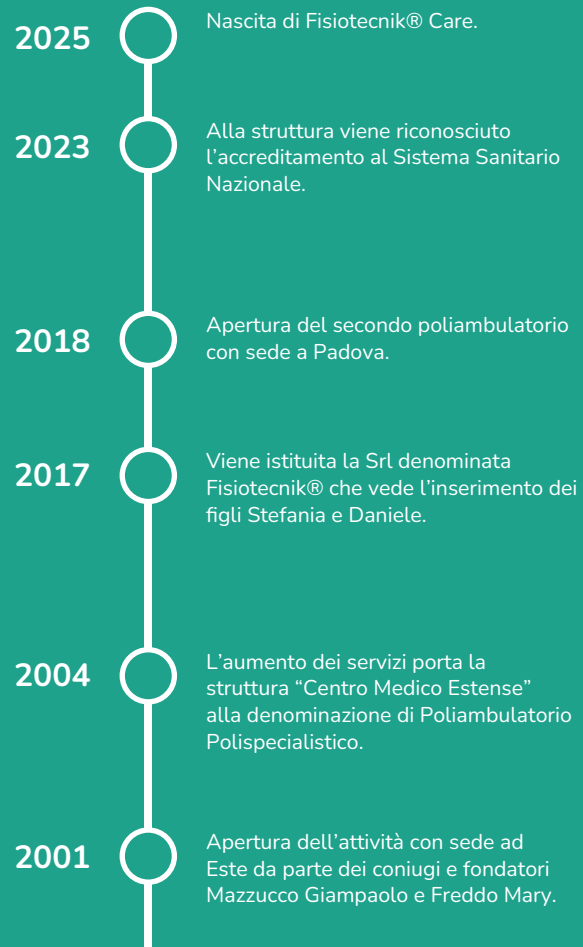 2025
Nascita di Fisiotecnik® Care.
2023
Alla struttura viene riconosciuto
l’accreditamento al Sistema Sanitario
Nazionale.
2018
Apertura del secondo poliambulatorio
con sede a Padova.
2017
Viene istituita la Srl denominata
Fisiotecnik® che vede l’inserimento dei
figli Stefania e Daniele.
2004
L’aumento dei servizi porta la
struttura “Centro Medico Estense”
alla denominazione di Poliambulatorio
Polispecialistico.
2001
Apertura dell’attività con sede ad
Este da parte dei coniugi e fondatori
Mazzucco Giampaolo e Freddo Mary.